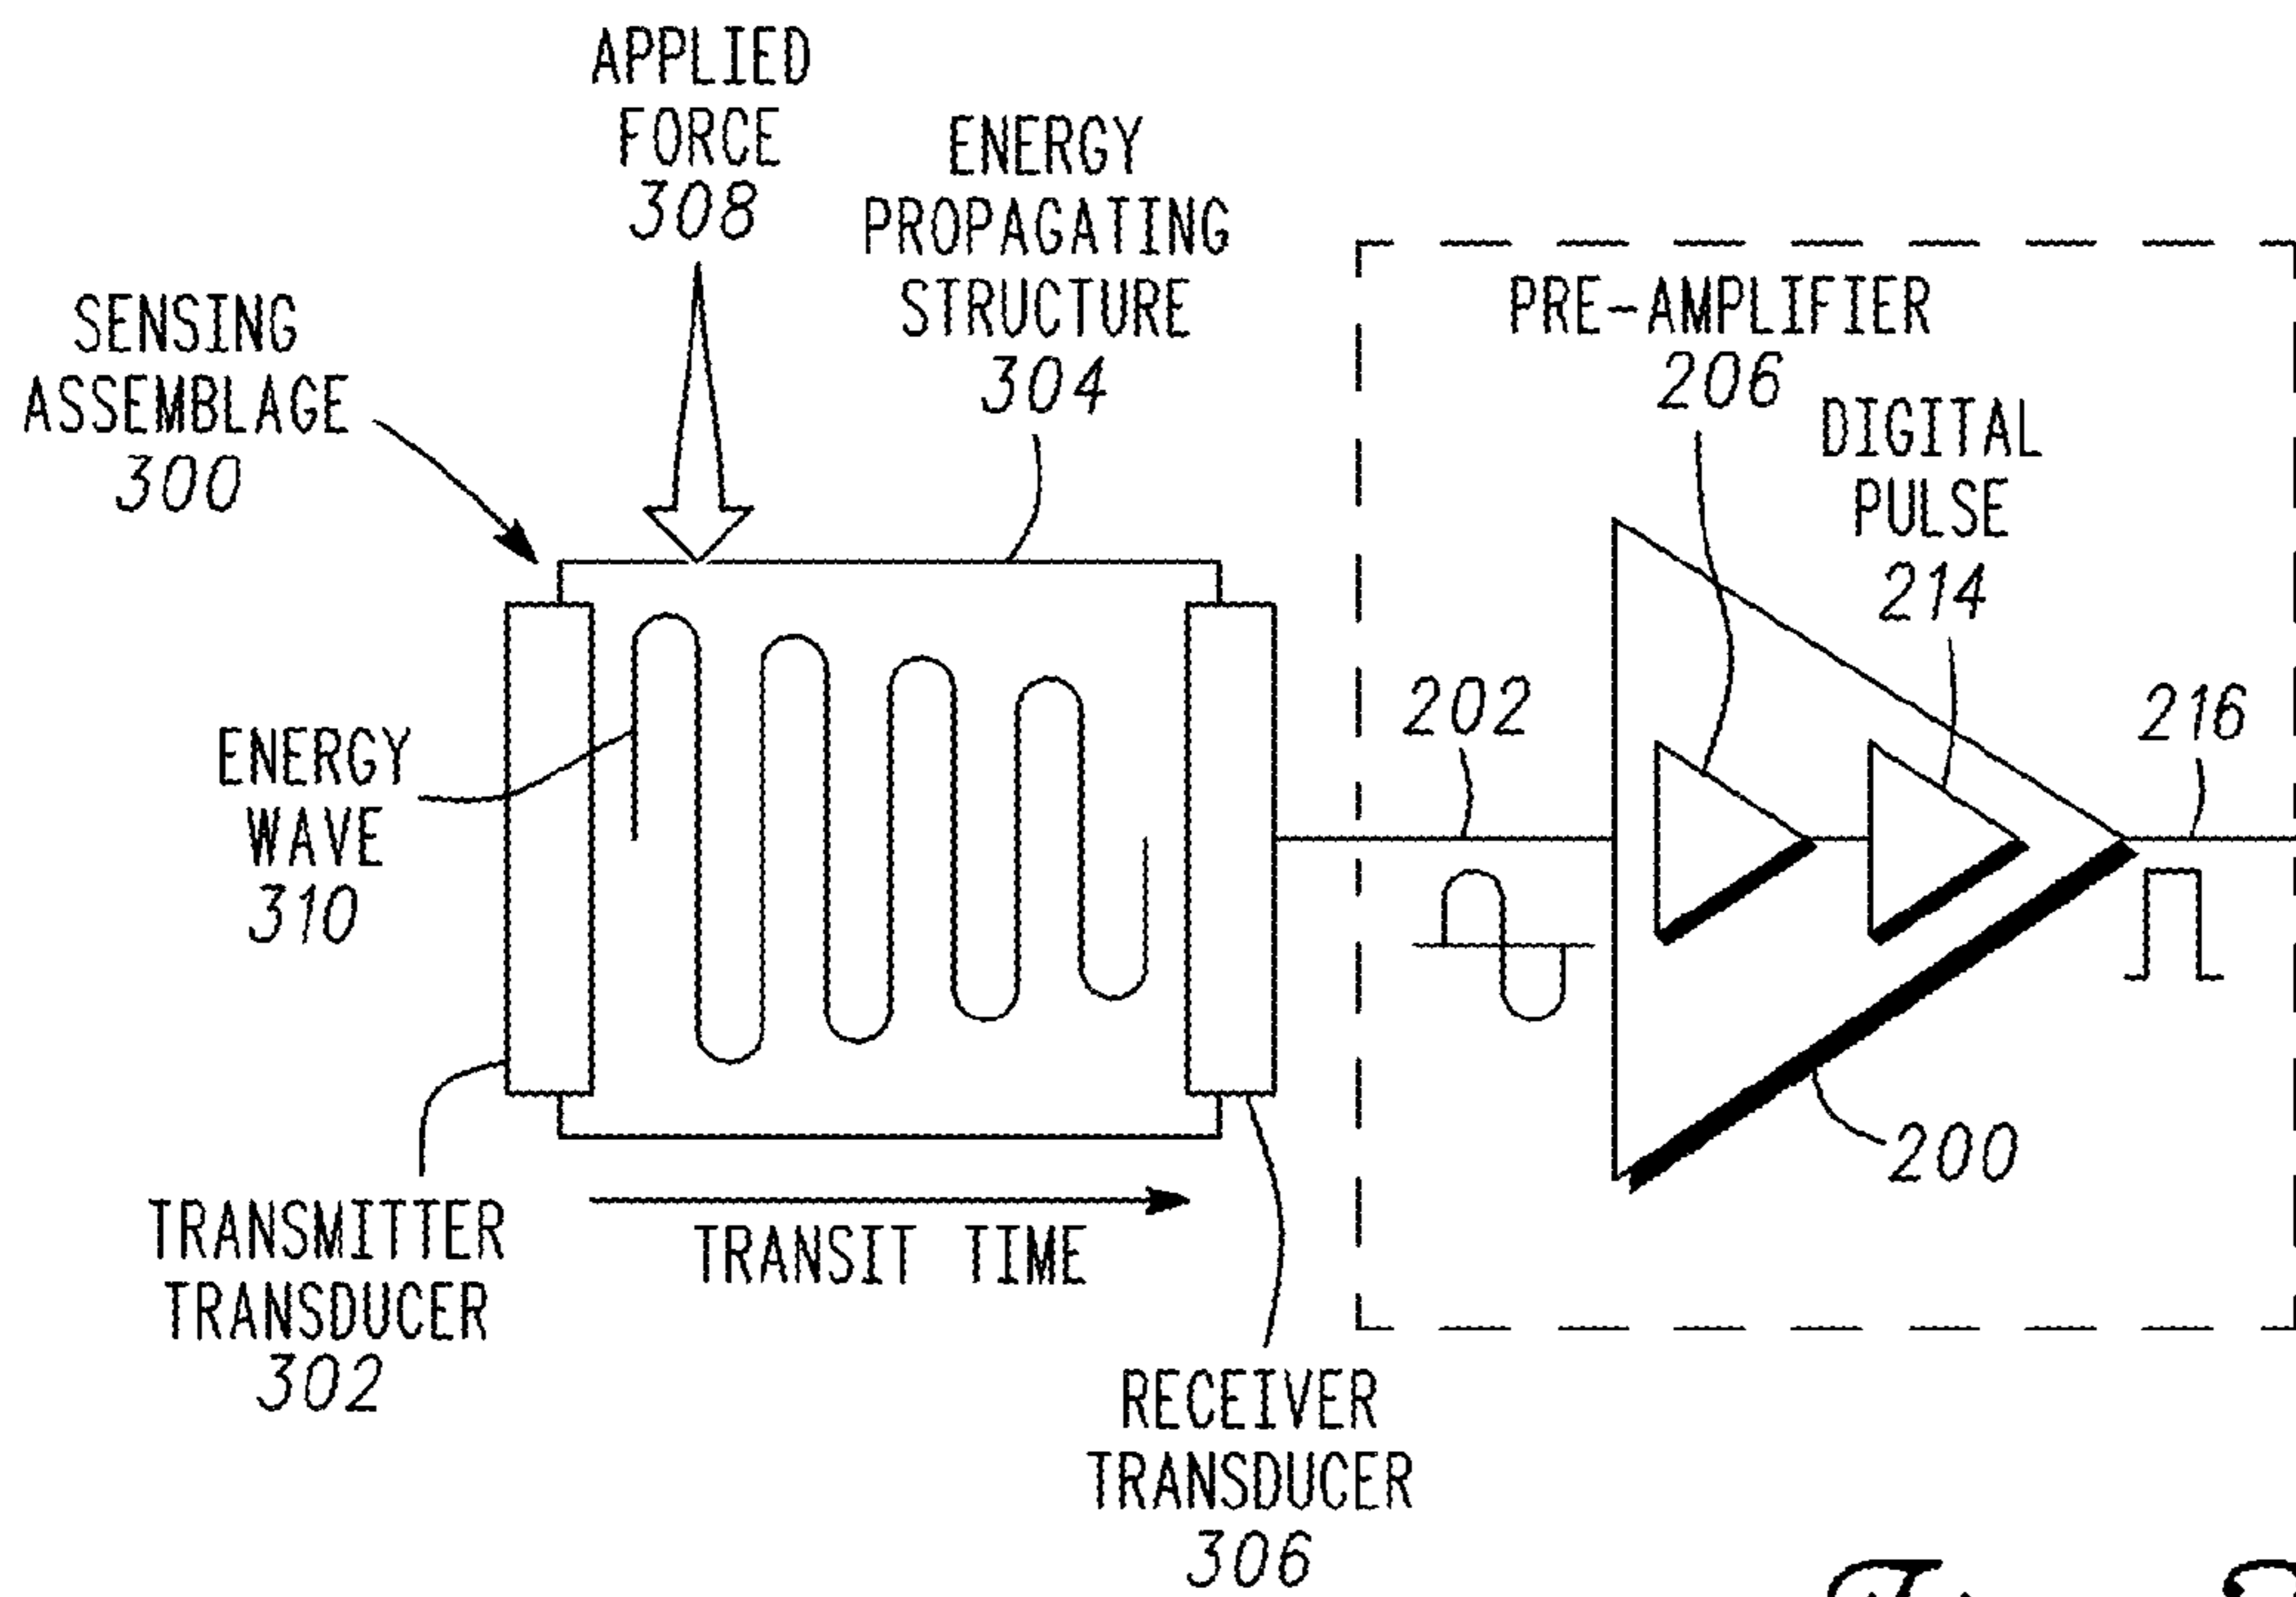 APPLIED
FORCE
308
ENERGY
PROPAGATING
STRUCTURE
304
SENSING
ASSEMBLAGE
300
PRE-AMPLIFIER
206
DIGITAL
PULSE
214
202
216
ENERGY
WAVE
310
200
TRANSMITTER
TRANSDUCER
302
TRANSIT TIME
RECEIVER
TRANSDUCER
306